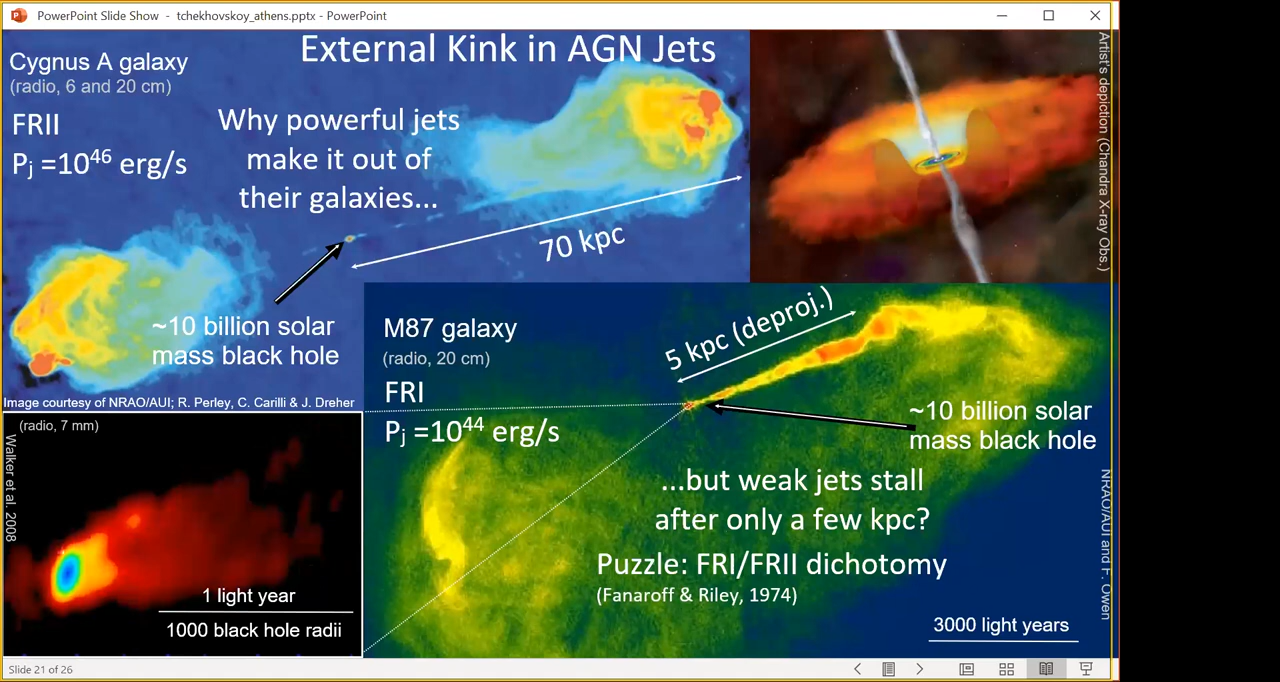 PowerPoint Slide Show - tchekhovskoy_athens.pptx - PowerPoint
External Kink in AGN Jets
Cygnus A galaxy
(radio, 6 and 20 cm)
FRII
Pj =10^46 erg/s
Why powerful jets
make it out of
their galaxies...
70 kpc
~10 billion solar
mass black hole
Image courtesy of NRAO/AUI; R. Perley, C. Carilli & J. Dreher
Artist's depiction (Chandra X-ray Obs.)
M87 galaxy
(radio, 20 cm)
FRI
Pj =10^44 erg/s
5 kpc (deproj.)
~10 billion solar
mass black hole
...but weak jets stall
after only a few kpc?
Puzzle: FRI/FRII dichotomy
(Fanaroff & Riley, 1974)
3000 light years
NRAO/AUI and F. Owen
(radio, 7 mm)
Walker et al. 2008
1 light year
1000 black hole radii
Slide 21 of 26